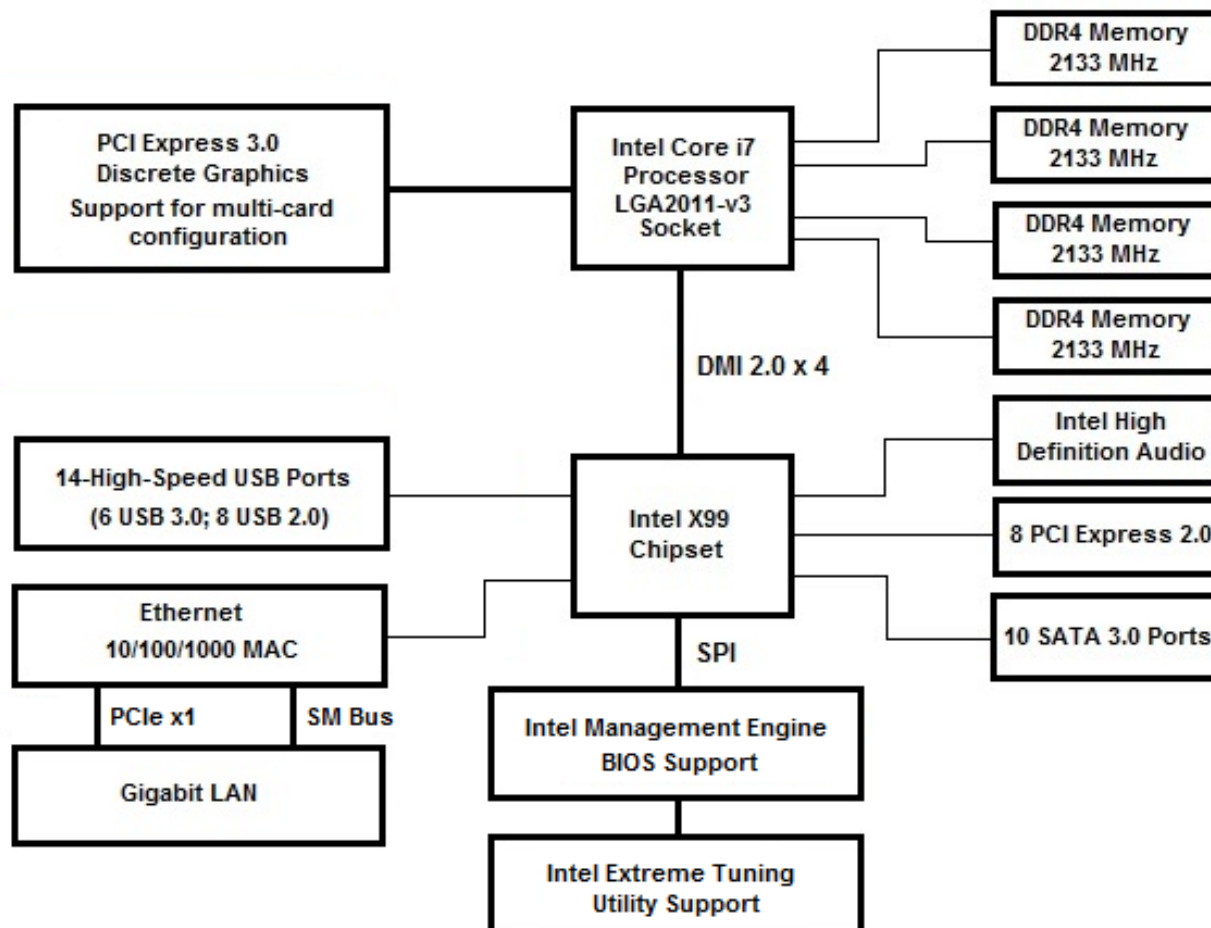 DDR4 Memory
2133 MHz
PCI Express 3.0
Discrete Graphics
Support for multi-card
configuration
Intel Core i7
Processor
LGA2011-v3
Socket
DDR4 Memory
2133 MHz
DDR4 Memory
2133 MHz
DDR4 Memory
2133 MHz
DMI 2.0 x 4
Intel High
Definition Audio
14-High-Speed USB Ports
(6 USB 3.0; 8 USB 2.0)
Intel X99
Chipset
8 PCI Express 2.0
Ethernet
10/100/1000 MAC
10 SATA 3.0 Ports
SPI
PCIe x1
SM Bus
Intel Management Engine
BIOS Support
Gigabit LAN
Intel Extreme Tuning
Utility Support